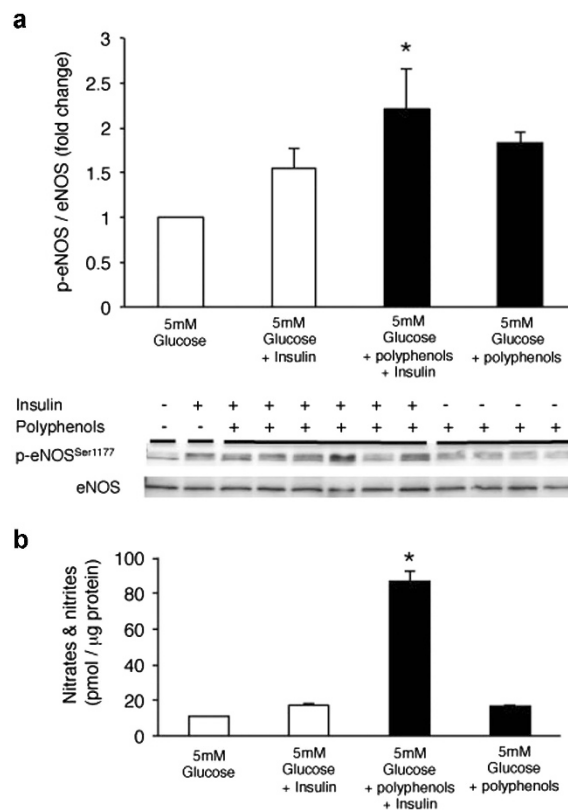 a
p-eNOS / eNOS (fold change)
3
2.5
2
1.5
1
0.5
0
*
5mM
Glucose
5mM
Glucose
+ Insulin
5mM
Glucose
+ polyphenols
+ Insulin
5mM
Glucose
+ polyphenols
Insulin - + + + + + + + - - - -
Polyphenols - - + + + + + + + + + +
p-eNOSSer1177
eNOS
b
Nitrates & nitrites
(pmol / μg protein)
100
80
60
40
20
0
*
5mM
Glucose
5mM
Glucose
+ Insulin
5mM
Glucose
+ polyphenols
+ Insulin
5mM
Glucose
+ polyphenols